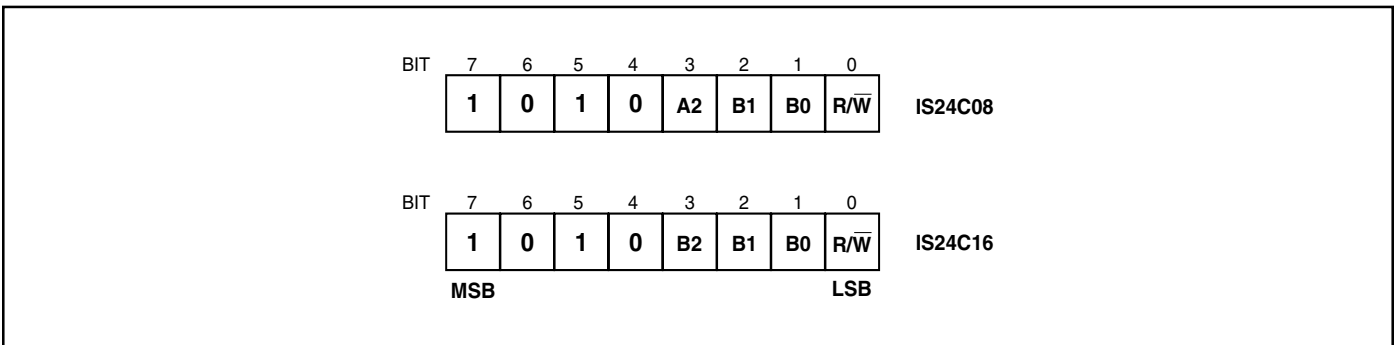 BIT 7 6 5 4 3 2 1 0
1 0 1 0 A2 B1 B0 R/W̅ IS24C08
BIT 7 6 5 4 3 2 1 0
1 0 1 0 B2 B1 B0 R/W̅ IS24C16
MSB LSB